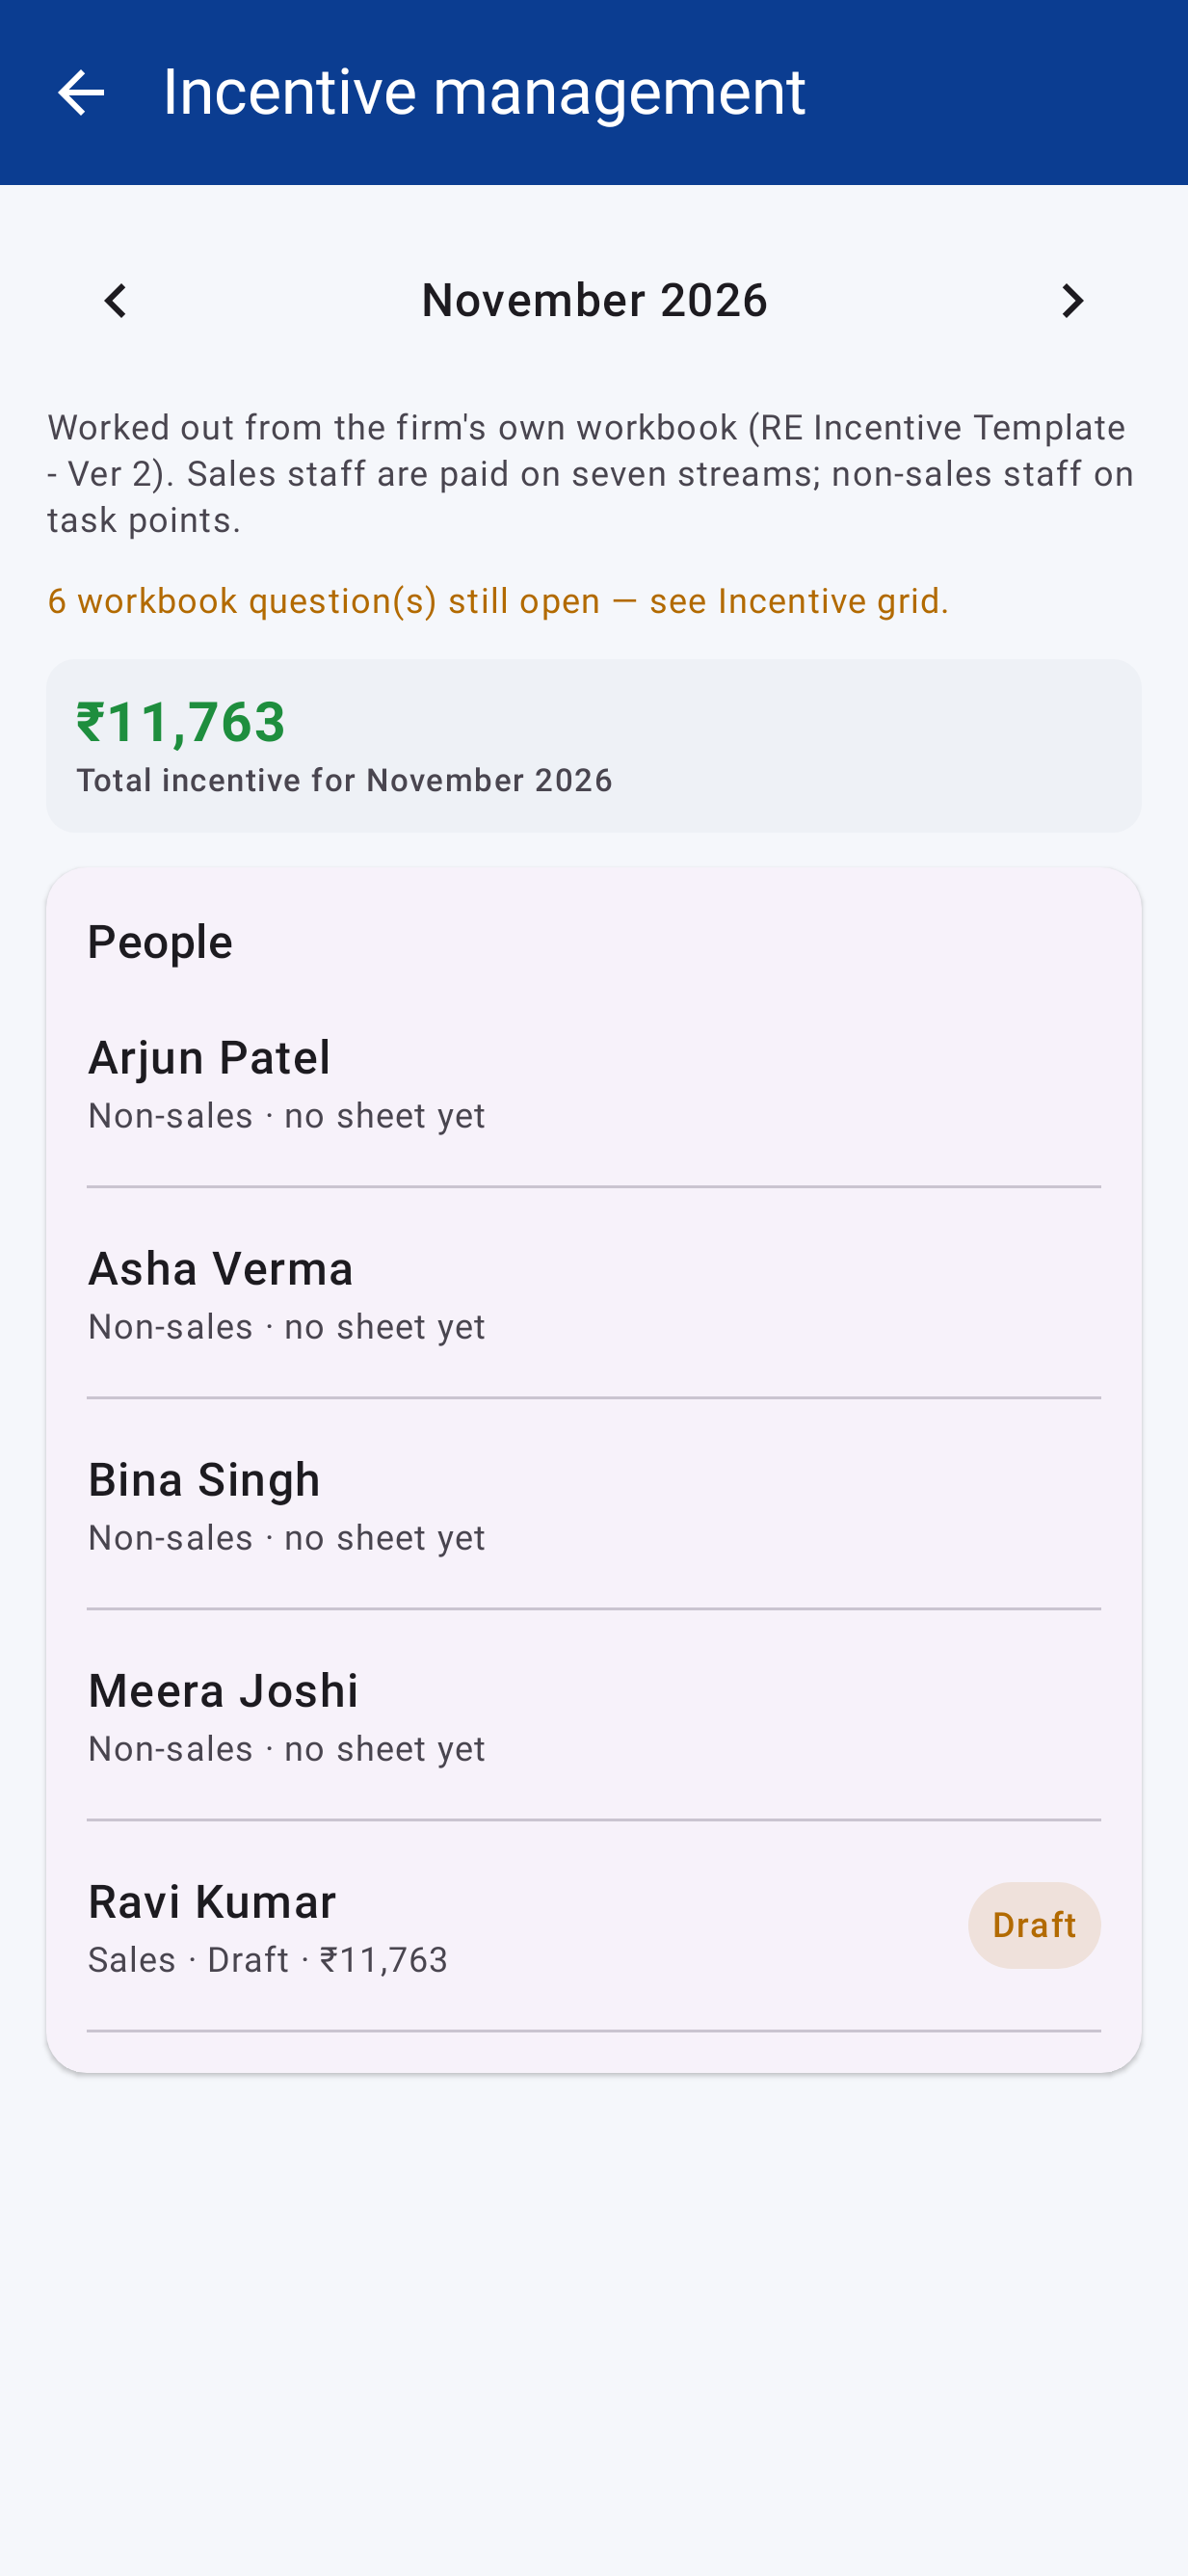 Incentive management
November 2026
Worked out from the firm's own workbook (RE Incentive Template
- Ver 2). Sales staff are paid on seven streams; non-sales staff on
task points.
6 workbook question(s) still open — see Incentive grid.
₹11,763
Total incentive for November 2026
People
Arjun Patel
Non-sales · no sheet yet
Asha Verma
Non-sales · no sheet yet
Bina Singh
Non-sales · no sheet yet
Meera Joshi
Non-sales · no sheet yet
Ravi Kumar
Sales · Draft · ₹11,763
Draft